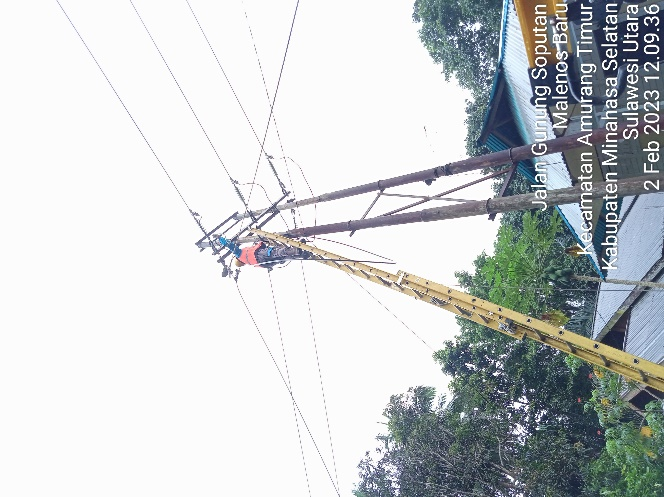 Jalan Gunung Soputan
Malenos Baru
Kecamatan Amurang Timur
Kabupaten Minahasa Selatan
Sulawesi Utara
2 Feb 2023 12.09.36